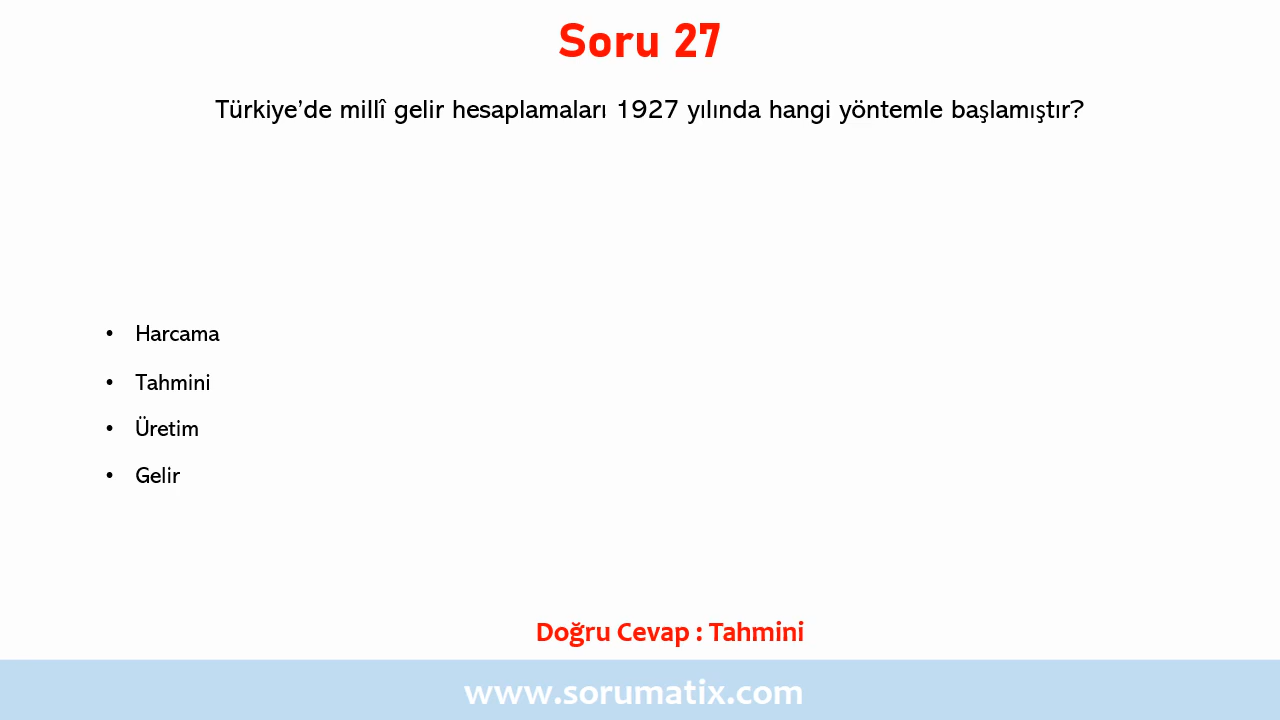 Soru 27
Türkiye’de millî gelir hesaplamaları 1927 yılında hangi yöntemle başlamıştır?
• Harcama
• Tahmini
• Üretim
• Gelir
Doğru Cevap : Tahmini
www.sorumatix.com